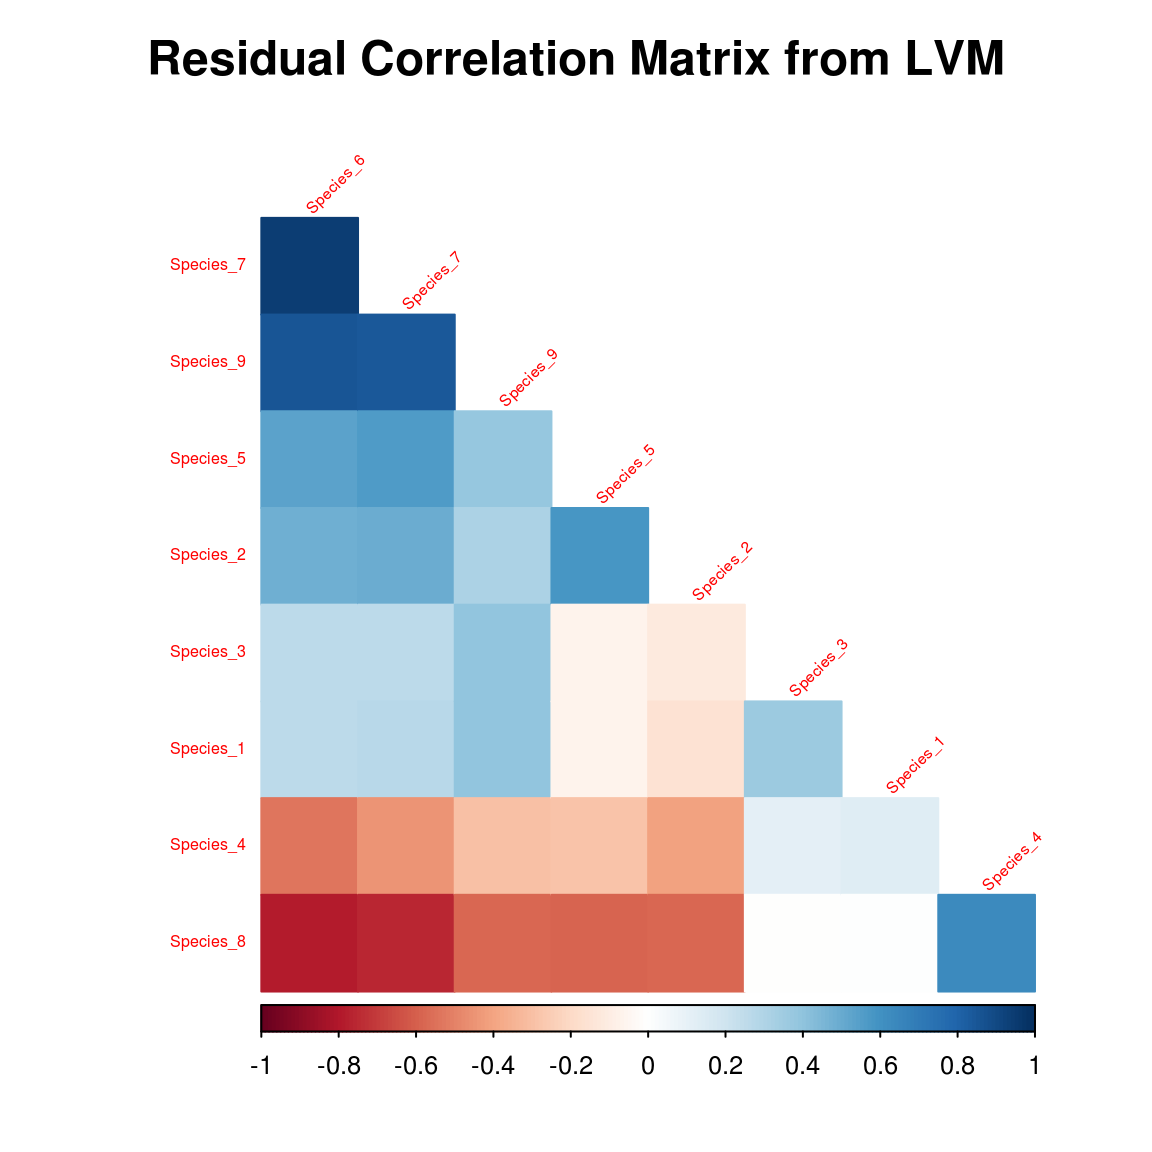 Residual Correlation Matrix from LVM
Species_6
Species_7
Species_7
Species_9
Species_9
Species_5
Species_5
Species_2
Species_2
Species_3
Species_3
Species_1
Species_1
Species_4
Species_4
Species_8
-1 -0.8 -0.6 -0.4 -0.2 0 0.2 0.4 0.6 0.8 1